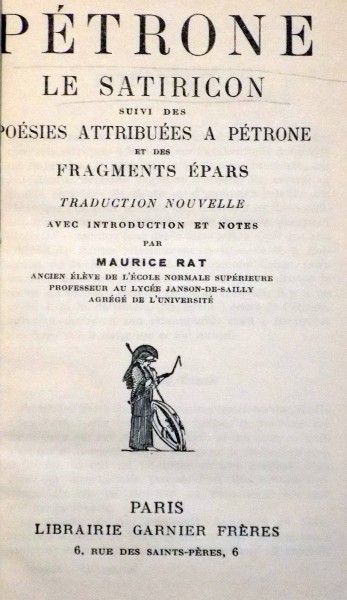 PÉTRONE
LE SATIRICON
SUIVI DES
POÉSIES ATTRIBUÉES A PÉTRONE
ET DES
FRAGMENTS ÉPARS
TRADUCTION NOUVELLE
AVEC INTRODUCTION ET NOTES
PAR
MAURICE RAT
ANCIEN ÉLÈVE DE L'ÉCOLE NORMALE SUPÉRIEURE
PROFESSEUR AU LYCÉE JANSON-DE-SAILLY
AGRÉGÉ DE L'UNIVERSITÉ
PARIS
LIBRAIRIE GARNIER FRÈRES
6, RUE DES SAINTS-PÈRES, 6